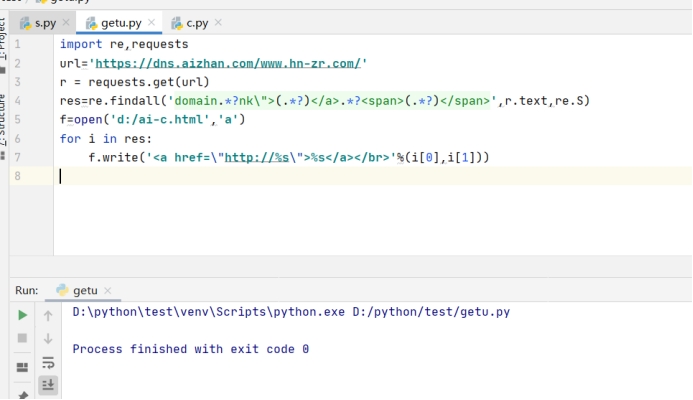 getu.py
s.py getu.py c.py
1: Project
1 import re,requests
2 url='https://dns.aizhan.com/www.hn-zr.com/'
3 r = requests.get(url)
4 res=re.findall('domain.*?nk\">(.*?)</a>.*?<span>(.*?)</span>',r.text,re.S)
5 f=open('d:/ai-c.html','a')
6 for i in res:
7 f.write('<a href=\"http://%s\">%s</a></br>'%(i[0],i[1]))
8
Z: Structure
Run: getu
D:\python\test\venv\Scripts\python.exe D:/python/test/getu.py
Process finished with exit code 0